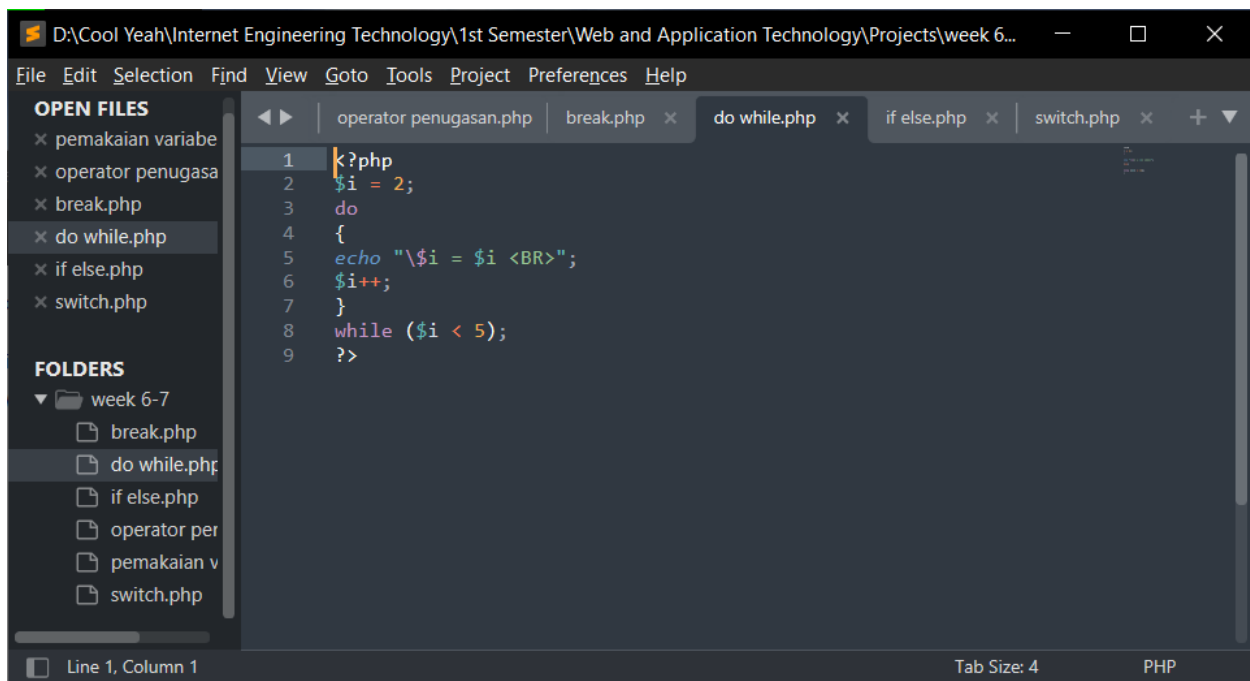 D:\Cool Yeah\Internet Engineering Technology\1st Semester\Web and Application Technology\Projects\week 6...
File Edit Selection Find View Goto Tools Project Preferences Help
OPEN FILES
pemakaian variabe
operator penugasa
break.php
do while.php
if else.php
switch.php
FOLDERS
week 6-7
break.php
do while.php
if else.php
operator per
pemakaian v
switch.php
operator penugasan.php break.php do while.php if else.php switch.php
1 <?php
2 $i = 2;
3 do
4 {
5 echo "\$i = $i <BR>";
6 $i++;
7 }
8 while ($i < 5);
9 ?>
Line 1, Column 1 Tab Size: 4 PHP